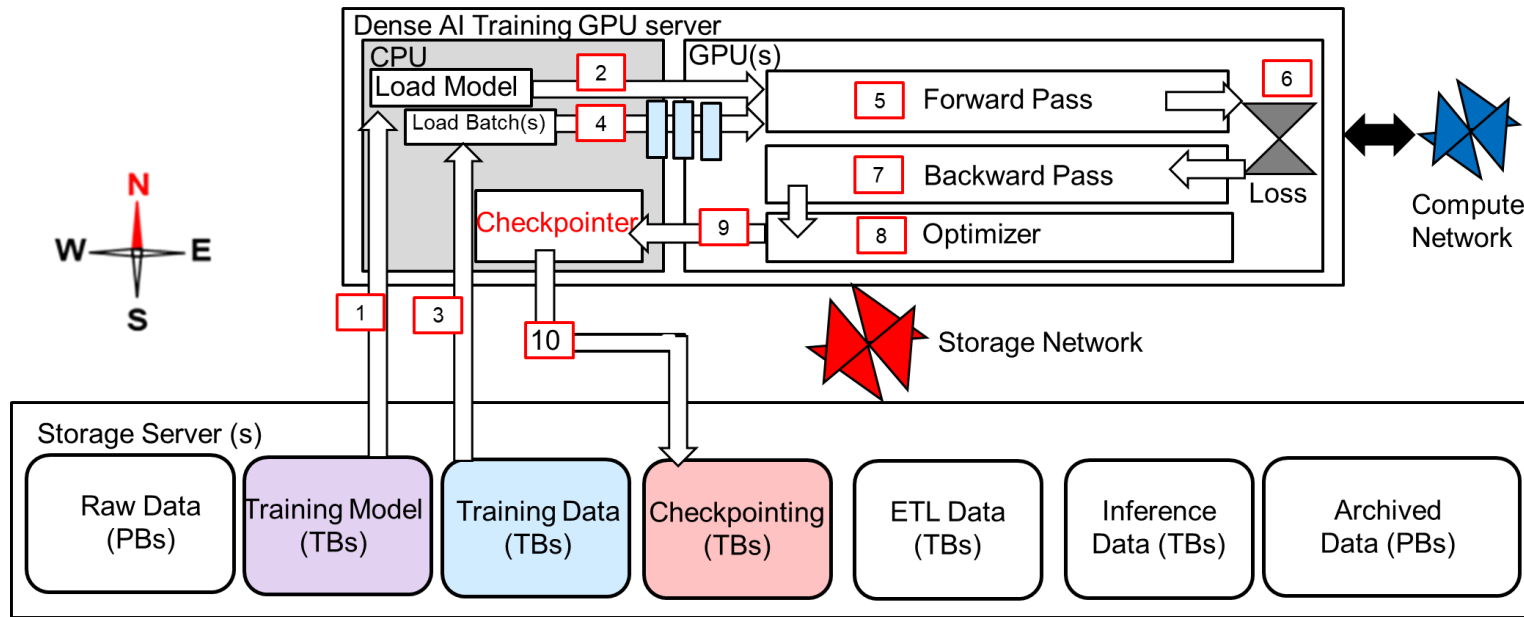 Dense AI Training GPU server
CPU
GPU(s)
Load Model
2
5
Forward Pass
6
Load Batch(s)
4
7
Backward Pass
Loss
Compute
Network
Checkpointer
9
8
Optimizer
N
W
E
S
1
3
10
Storage Network
Storage Server (s)
Raw Data
(PBs)
Training Model
(TBs)
Training Data
(TBs)
Checkpointing
(TBs)
ETL Data
(TBs)
Inference
Data (TBs)
Archived
Data (PBs)